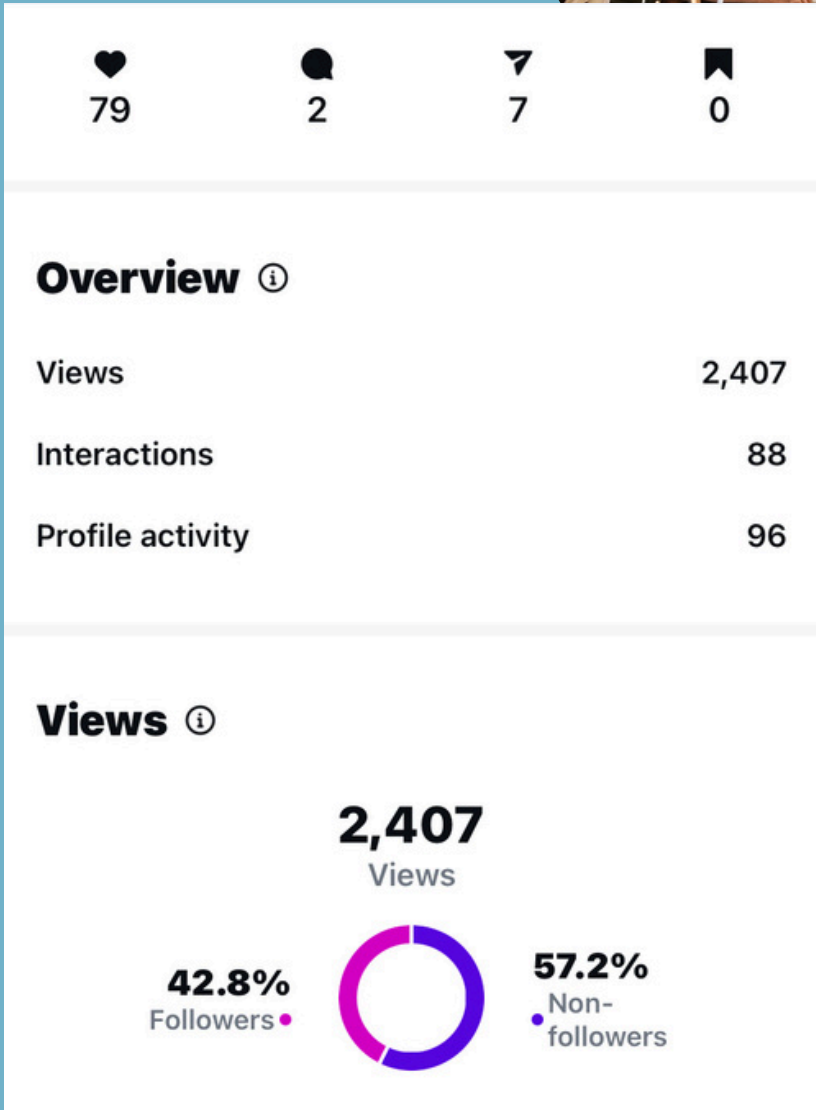 79 2 7 0
Overview
Views 2,407
Interactions 88
Profile activity 96
Views
2,407
Views
42.8% 57.2%
Followers Non-
followers